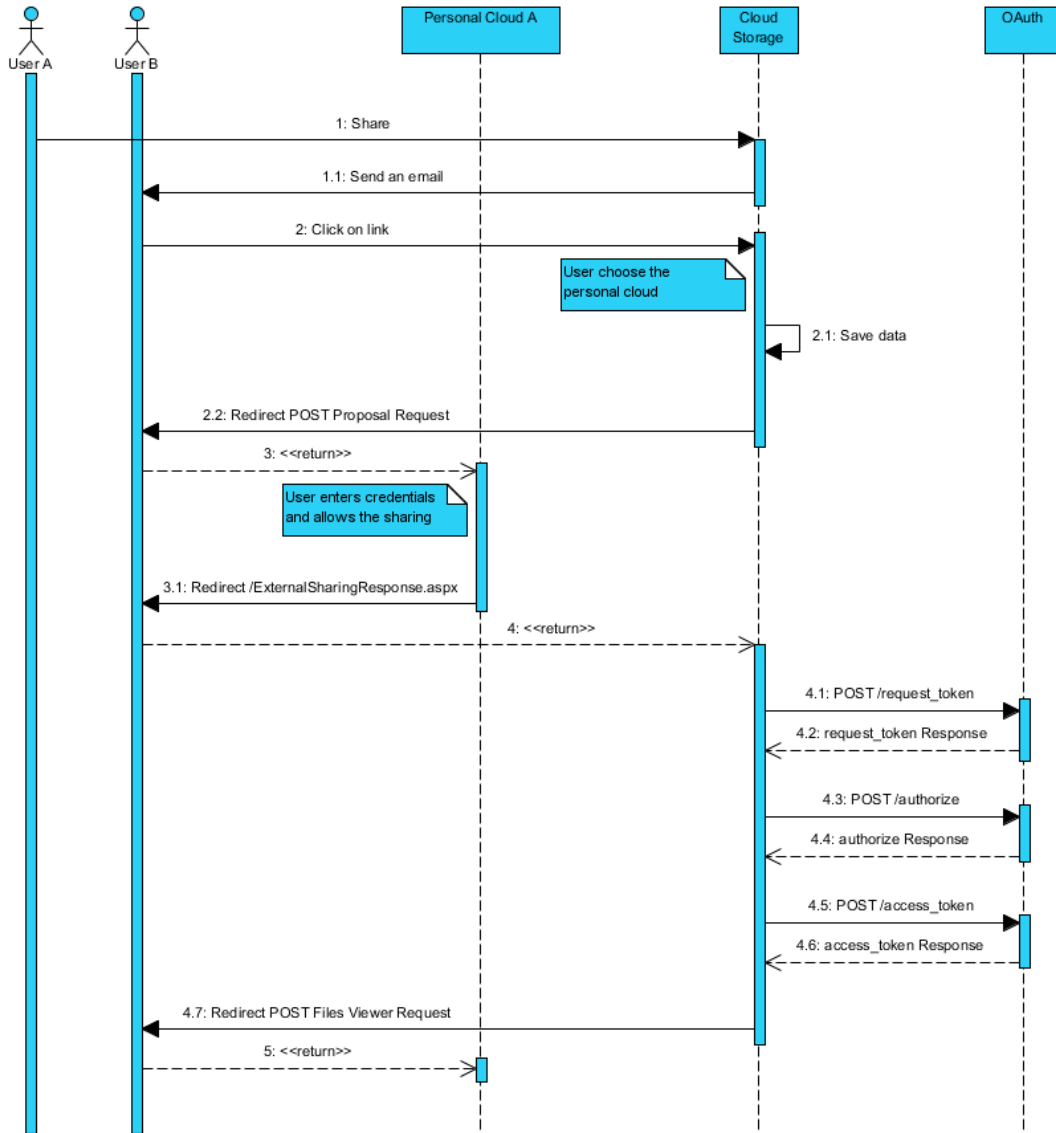 Personal Cloud A
Cloud
Storage
OAuth
User A
User B
1: Share
1.1: Send an email
2: Click on link
User choose the
personal cloud
2.1: Save data
2.2: Redirect POST Proposal Request
3: <<return>>
User enters credentials
and allows the sharing
3.1: Redirect /ExternalSharingResponse.aspx
4: <<return>>
4.1: POST /request_token
4.2: request_token Response
4.3: POST /authorize
4.4: authorize Response
4.5: POST /access_token
4.6: access_token Response
4.7: Redirect POST Files Viewer Request
5: <<return>>